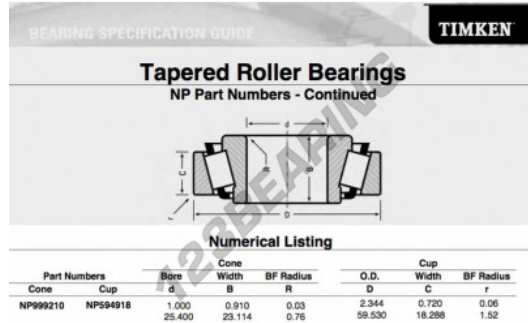 BEARING SPECIFICATION GUIDE
TIMKEN
Tapered Roller Bearings
NP Part Numbers - Continued
d
C
R
B
r
D
123BEARING
Numerical Listing
Cone Cup
Part Numbers Bore Width BF Radius O.D. Width BF Radius
Cone Cup d B R D C r
NP999210 NP594918 1.000 0.910 0.03 2.344 0.720 0.06
25.400 23.114 0.76 59.530 18.288 1.52